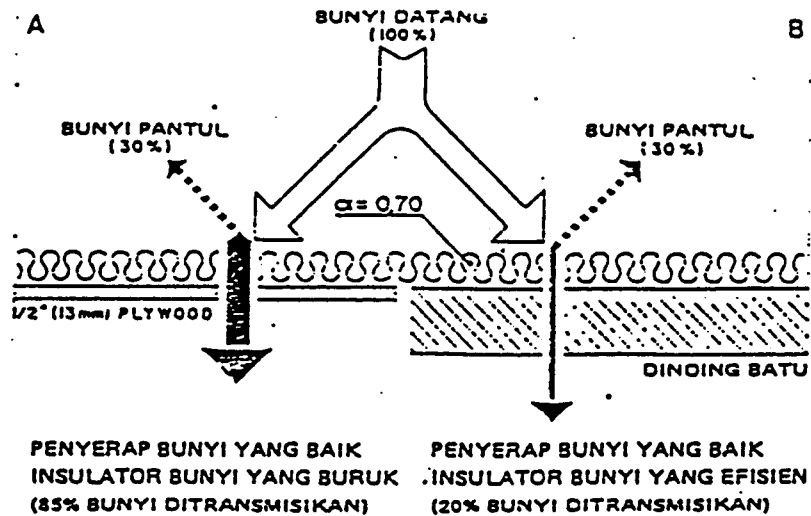 A
BUNYI DATANG
(100%)
B
BUNYI PANTUL
(30%)
BUNYI PANTUL
(30%)
α = 0,70
1/2" (13mm) PLYWOOD
DINDING BATU
PENYERAP BUNYI YANG BAIK
INSULATOR BUNYI YANG BURUK
(85% BUNYI DITRANSMISIKAN)
PENYERAP BUNYI YANG BAIK
INSULATOR BUNYI YANG EFISIEN
(20% BUNYI DITRANSMISIKAN)